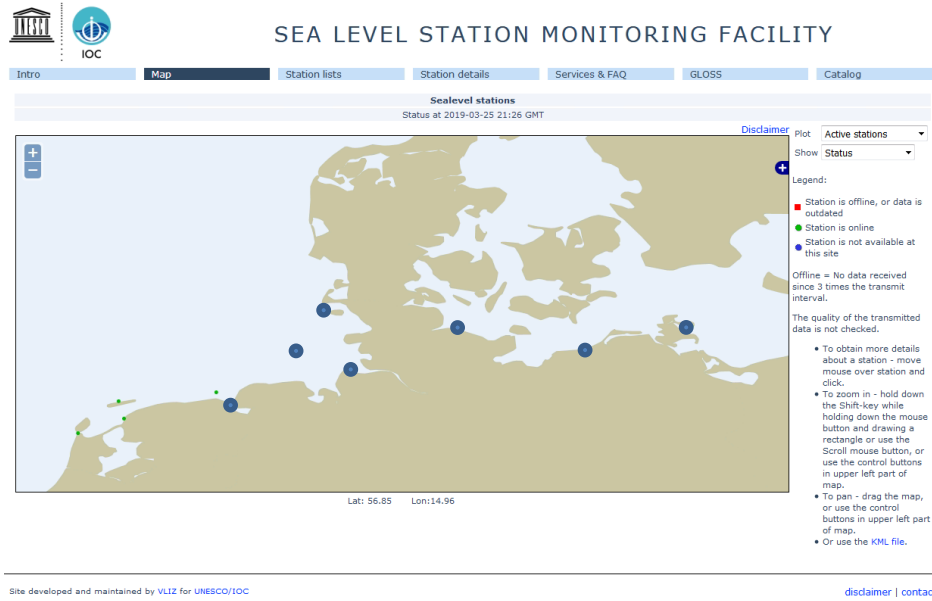 UNESCO
IOC
SEA LEVEL STATION MONITORING FACILITY
Intro
Map
Station lists
Station details
Services & FAQ
GLOSS
Catalog
Sealevel stations
Status at 2019-03-25 21:26 GMT
Disclaimer
Plot Active stations
Show Status
+
−
+
Legend:
Station is offline, or data is
outdated
Station is online
Station is not available at
this site
Offline = No data received
since 3 times the transmit
interval.
The quality of the transmitted
data is not checked.
• To obtain more details
about a station - move
mouse over station and
click.
• To zoom in - hold down
the Shift-key while
holding down the mouse
button and drawing a
rectangle or use the
Scroll mouse button, or
use the control buttons
in upper left part of
map.
• To pan - drag the map,
or use the control
buttons in upper left part
of map.
• Or use the KML file.
Lat: 56.85 Lon:14.96
Site developed and maintained by VLIZ for UNESCO/IOC
disclaimer | contac